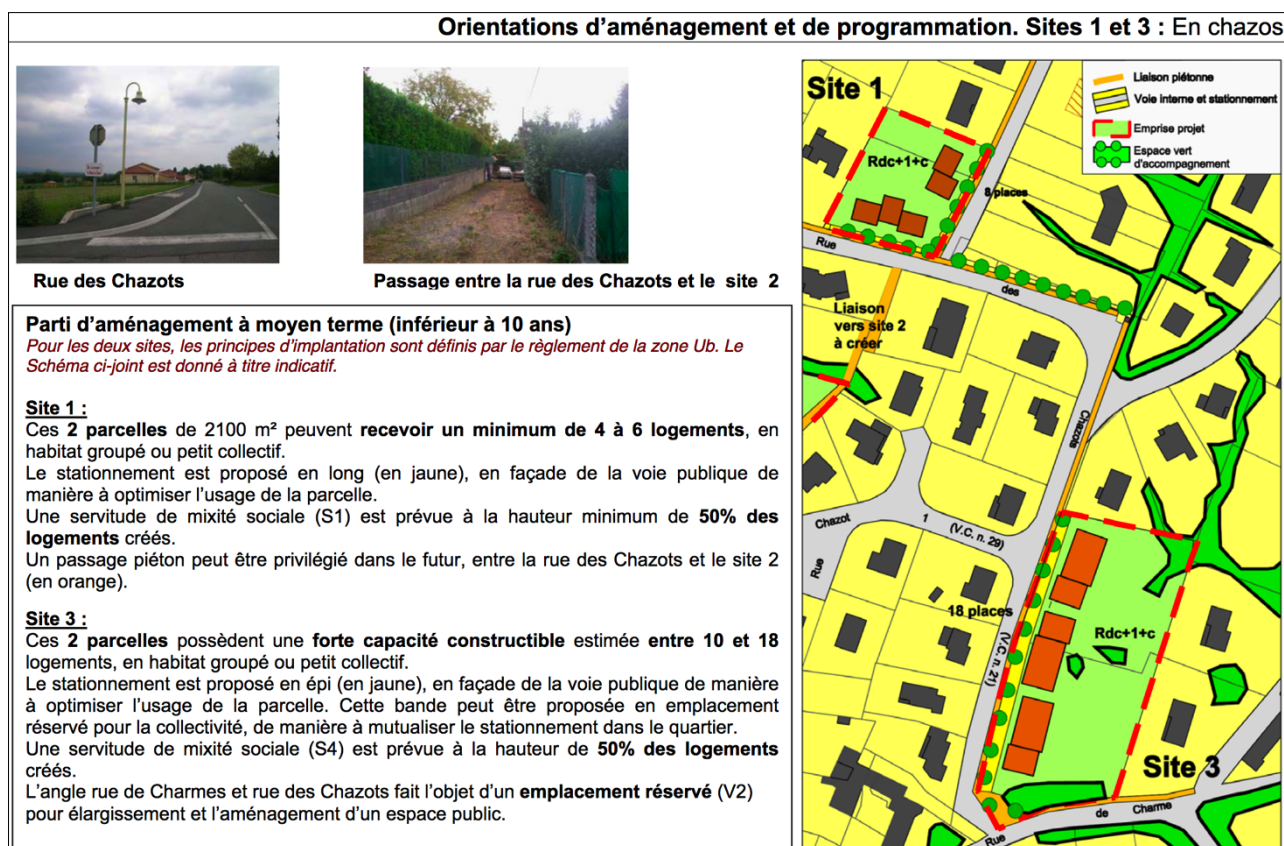 Orientations d'aménagement et de programmation. Sites 1 et 3 : En chazos
Rue des Chazots
Passage entre la rue des Chazots et le site 2
Parti d'aménagement à moyen terme (inférieur à 10 ans)
Pour les deux sites, les principes d'implantation sont définis par le règlement de la zone Ub. Le
Schéma ci-joint est donné à titre indicatif.
Site 1 :
Ces 2 parcelles de 2100 m² peuvent recevoir un minimum de 4 à 6 logements, en
habitat groupé ou petit collectif.
Le stationnement est proposé en long (en jaune), en façade de la voie publique de
manière à optimiser l'usage de la parcelle.
Une servitude de mixité sociale (S1) est prévue à la hauteur minimum de 50% des
logements créés.
Un passage piéton peut être privilégié dans le futur, entre la rue des Chazots et le site 2
(en orange).
Site 3 :
Ces 2 parcelles possèdent une forte capacité constructible estimée entre 10 et 18
logements, en habitat groupé ou petit collectif.
Le stationnement est proposé en épi (en jaune), en façade de la voie publique de manière
à optimiser l'usage de la parcelle. Cette bande peut être proposée en emplacement
réservé pour la collectivité, de manière à mutualiser le stationnement dans le quartier.
Une servitude de mixité sociale (S4) est prévue à la hauteur de 50% des logements
créés.
L'angle rue de Charmes et rue des Chazots fait l'objet d'un emplacement réservé (V2)
pour élargissement et l'aménagement d'un espace public.
Site 1
Liaison piétonne
Voie interne et stationnement
Emprise projet
Espace vert
d'accompagnement
Rdc+1+c
8 places
Rue
des
Chazots
Liaison
vers site 2
à créer
Chazot
1
(V.C. n. 29)
Rue
18 places
(V.C. n. 21)
Rdc+1+c
Site 3
Rue
de Charme